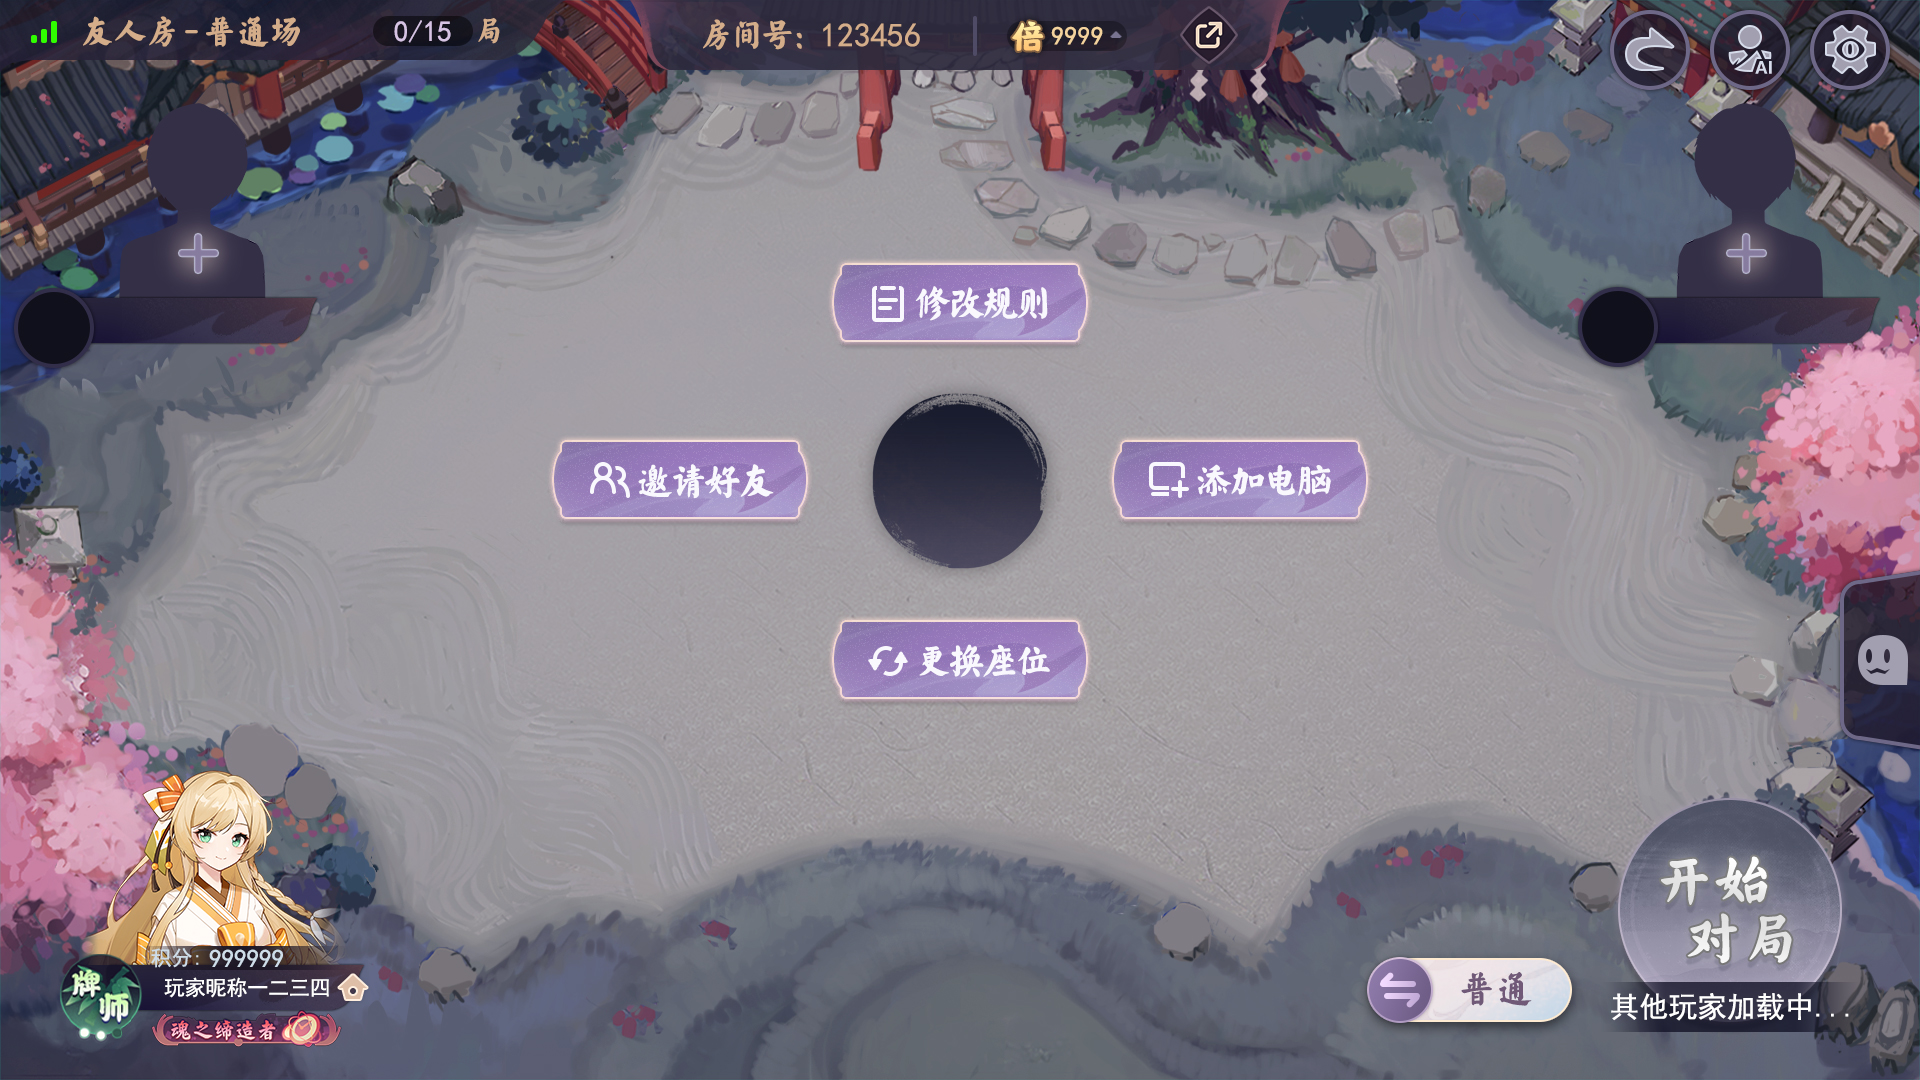 友人房-普通场
0/15 局
房间号：123456
倍 9999
AI
修改规则
邀请好友
添加电脑
更换座位
积分：999999
牌师
玩家昵称一二三四
魂之缔造者
开始
对局
普通
其他玩家加载中...